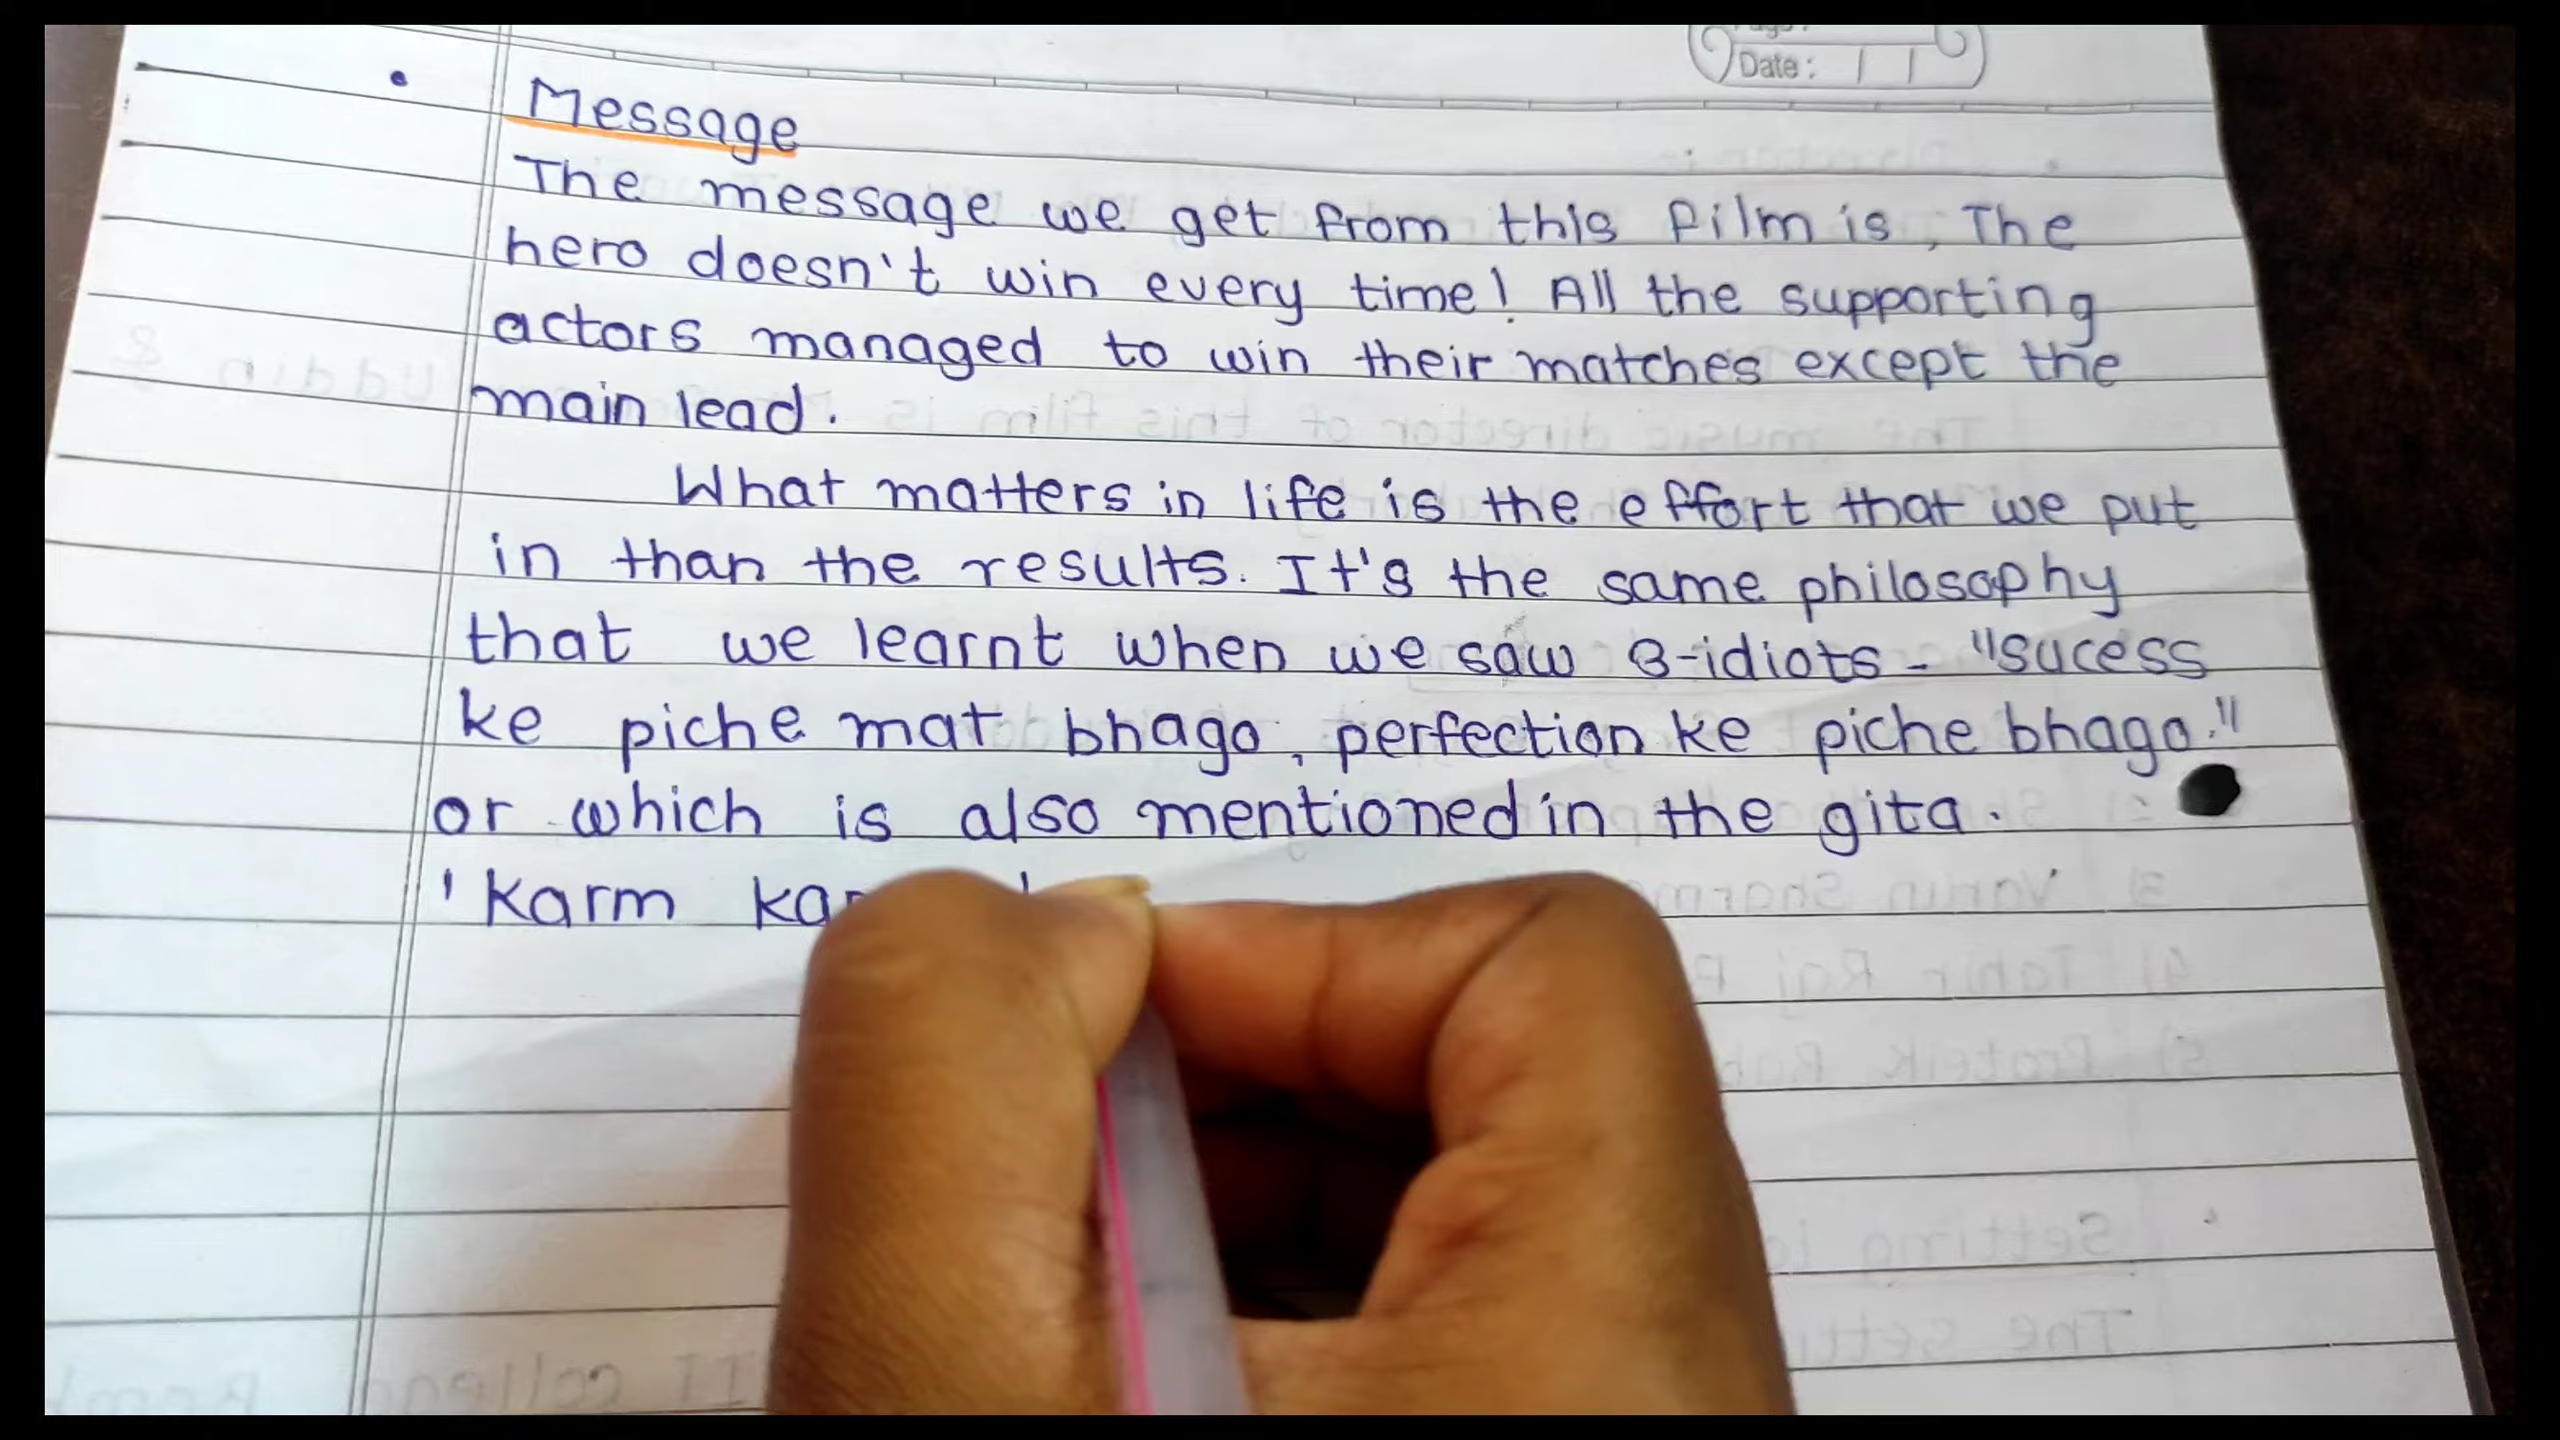 Date :
Message
The message we get from this film is, The
hero doesn't win every time! All the supporting
actors managed to win their matches except the
main lead.
What matters in life is the effort that we put
in than the results. It's the same philosophy
that we learnt when we saw 3-idiots - "sucess
ke piche mat bhago, perfection ke piche bhago."
or which is also mentioned in the gita.
'Karm